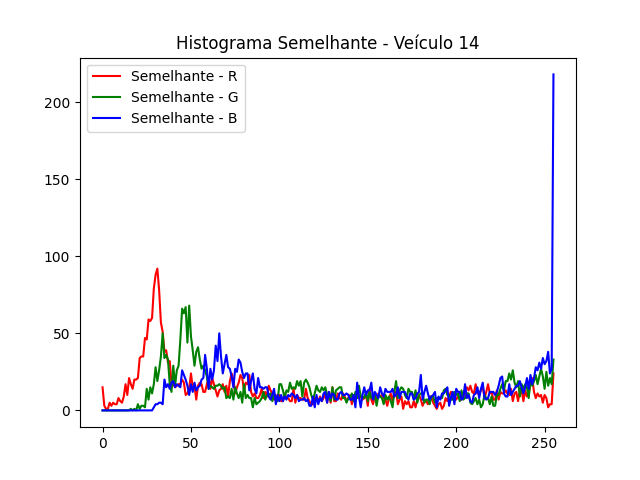 Histograma Semelhante - Veículo 14
Semelhante - R
Semelhante - G
Semelhante - B
200
150
100
50
0
0 50 100 150 200 250